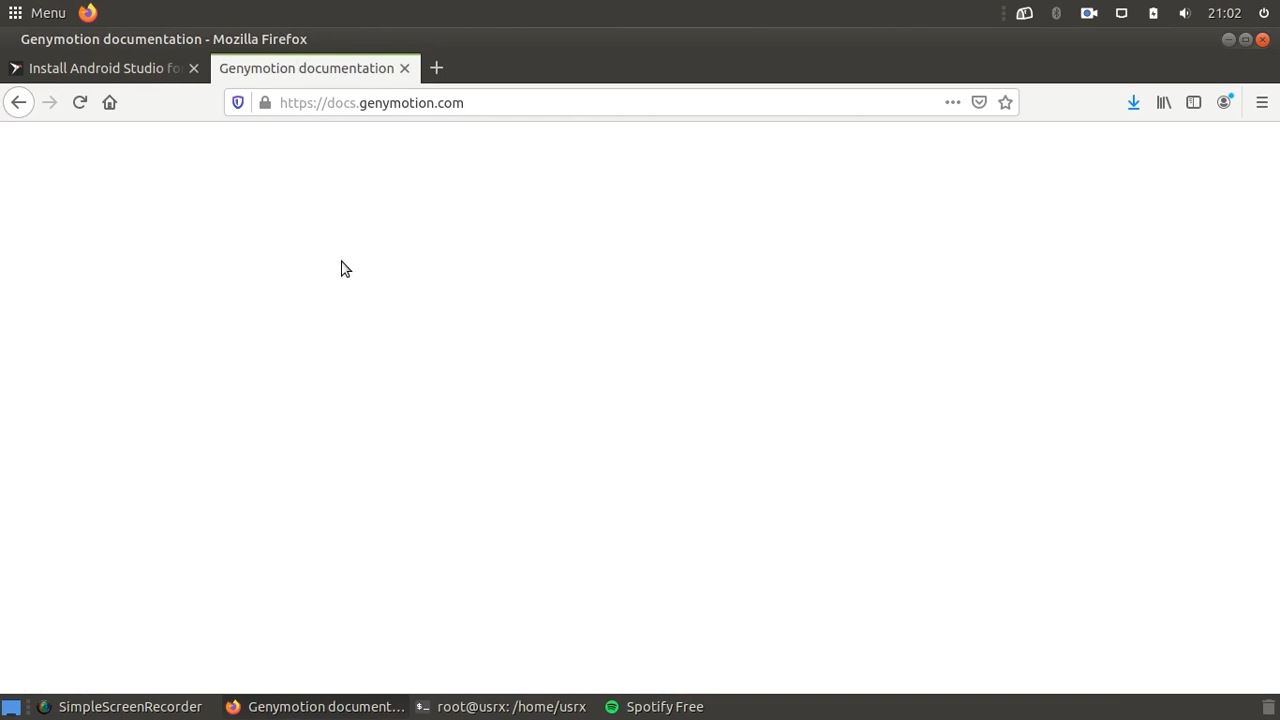 Menu
21:02
Genymotion documentation - Mozilla Firefox
Install Android Studio fo
Genymotion documentation
https://docs.genymotion.com
SimpleScreenRecorder
Genymotion document...
root@usrx: /home/usrx
Spotify Free